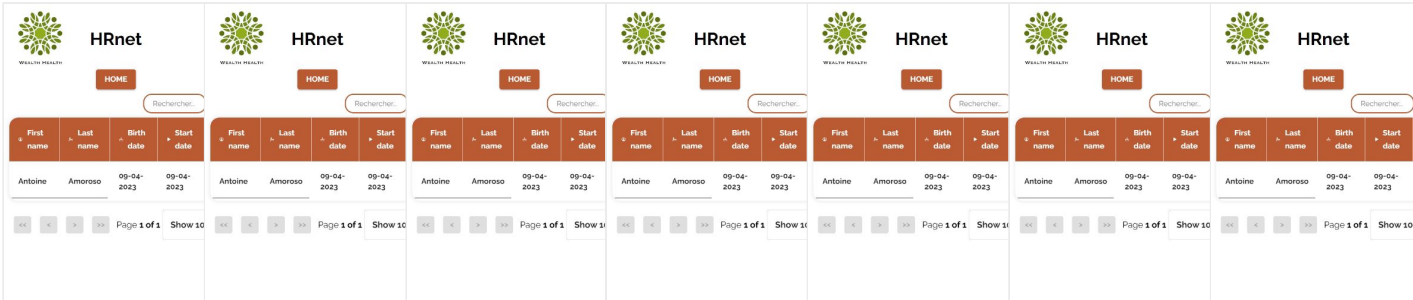 HRnet
WEALTH HEALTH
HOME
Rechercher...
First name Last name Birth date Start date
Antoine Amoroso 09-04-2023 09-04-2023
<< < > >> Page 1 of 1 Show 10
HRnet
WEALTH HEALTH
HOME
Rechercher...
First name Last name Birth date Start date
Antoine Amoroso 09-04-2023 09-04-2023
<< < > >> Page 1 of 1 Show 10
HRnet
WEALTH HEALTH
HOME
Rechercher...
First name Last name Birth date Start date
Antoine Amoroso 09-04-2023 09-04-2023
<< < > >> Page 1 of 1 Show 10
HRnet
WEALTH HEALTH
HOME
Rechercher...
First name Last name Birth date Start date
Antoine Amoroso 09-04-2023 09-04-2023
<< < > >> Page 1 of 1 Show 10
HRnet
WEALTH HEALTH
HOME
Rechercher...
First name Last name Birth date Start date
Antoine Amoroso 09-04-2023 09-04-2023
<< < > >> Page 1 of 1 Show 10
HRnet
WEALTH HEALTH
HOME
Rechercher...
First name Last name Birth date Start date
Antoine Amoroso 09-04-2023 09-04-2023
<< < > >> Page 1 of 1 Show 10
HRnet
WEALTH HEALTH
HOME
Rechercher...
First name Last name Birth date Start date
Antoine Amoroso 09-04-2023 09-04-2023
<< < > >> Page 1 of 1 Show 10